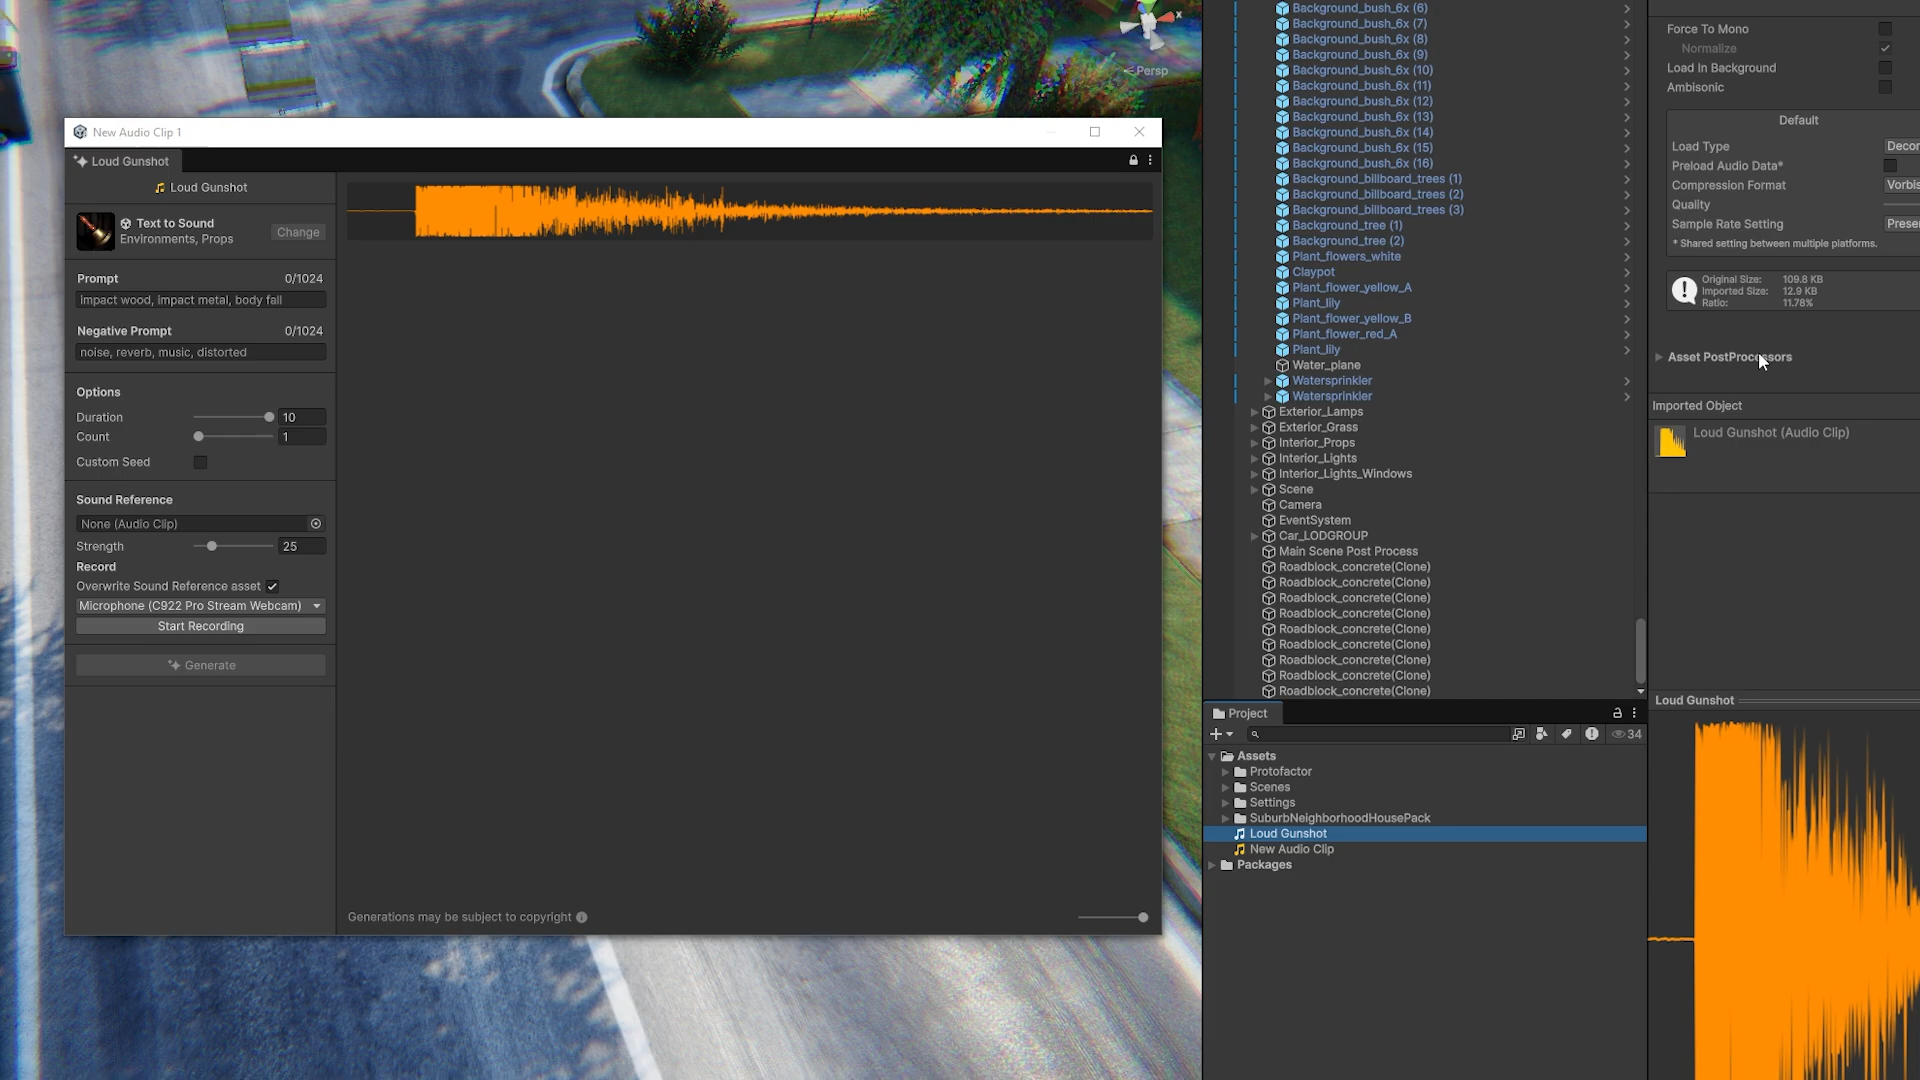 New Audio Clip 1
Loud Gunshot
Loud Gunshot
Text to Sound
Environments, Props
Change
Prompt 0/1024
impact wood, impact metal, body fall
Negative Prompt 0/1024
noise, reverb, music, distorted
Options
Duration 10
Count 1
Custom Seed
Sound Reference
None (Audio Clip)
Strength 25
Record
Overwrite Sound Reference asset
Microphone (C922 Pro Stream Webcam)
Start Recording
Generate
Generations may be subject to copyright
x
Persp
Background_bush_6x (6)
Background_bush_6x (7)
Background_bush_6x (8)
Background_bush_6x (9)
Background_bush_6x (10)
Background_bush_6x (11)
Background_bush_6x (12)
Background_bush_6x (13)
Background_bush_6x (14)
Background_bush_6x (15)
Background_bush_6x (16)
Background_billboard_trees (1)
Background_billboard_trees (2)
Background_billboard_trees (3)
Background_tree (1)
Background_tree (2)
Plant_flowers_white
Claypot
Plant_flower_yellow_A
Plant_lily
Plant_flower_yellow_B
Plant_flower_red_A
Plant_lily
Water_plane
Watersprinkler
Watersprinkler
Exterior_Lamps
Exterior_Grass
Interior_Props
Interior_Lights
Interior_Lights_Windows
Scene
Camera
EventSystem
Car_LODGROUP
Main Scene Post Process
Roadblock_concrete(Clone)
Roadblock_concrete(Clone)
Roadblock_concrete(Clone)
Roadblock_concrete(Clone)
Roadblock_concrete(Clone)
Roadblock_concrete(Clone)
Roadblock_concrete(Clone)
Roadblock_concrete(Clone)
Roadblock_concrete(Clone)
Project
34
Assets
Protofactor
Scenes
Settings
SuburbNeighborhoodHousePack
Loud Gunshot
New Audio Clip
Packages
Force To Mono
Normalize
Load In Background
Ambisonic
Default
Load Type Decor
Preload Audio Data*
Compression Format Vorbis
Quality
Sample Rate Setting Prese
* Shared setting between multiple platforms.
Original Size: 109.8 KB
Imported Size: 12.9 KB
Ratio: 11.78%
Asset PostProcessors
Imported Object
Loud Gunshot (Audio Clip)
Loud Gunshot